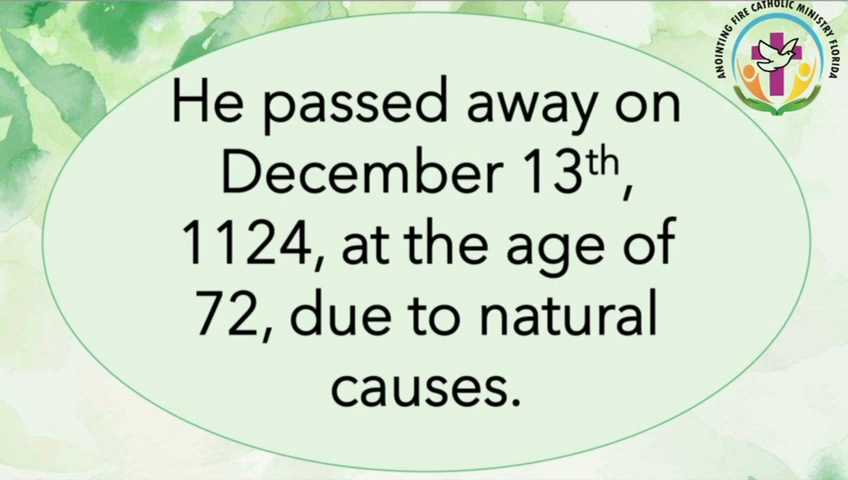 ANOINTING FIRE CATHOLIC MINISTRY FLORIDA
He passed away on
December 13th,
1124, at the age of
72, due to natural
causes.